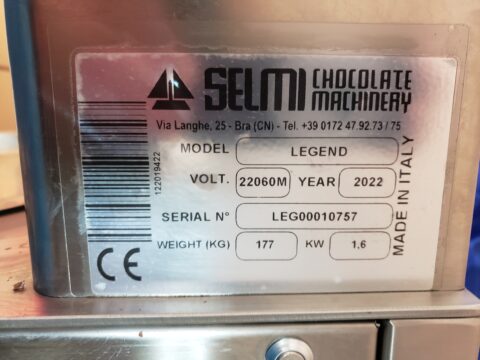 SELMI CHOCOLATE MACHINERY
Via Langhe, 25 - Bra (CN) - Tel. +39 0172 47.92.73 / 75
MODEL LEGEND
VOLT. 22060M YEAR 2022
SERIAL N° LEG00010757
WEIGHT (KG) 177 KW 1,6
MADE IN ITALY
122019422
CE